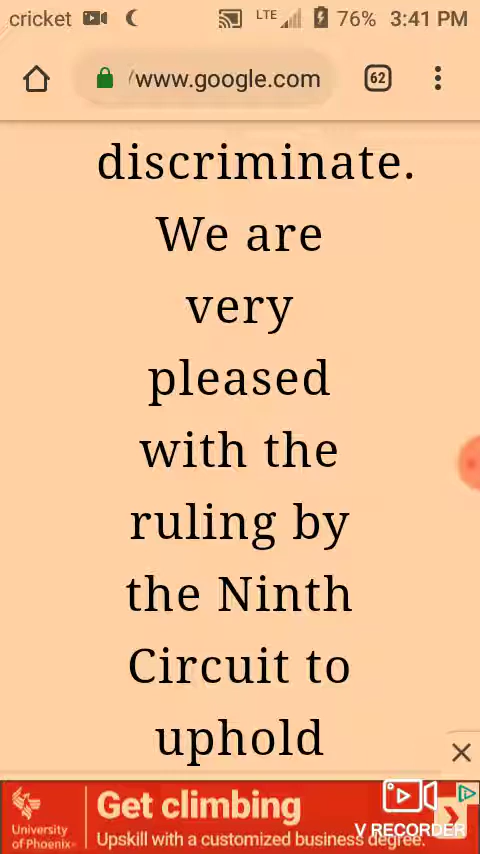 cricket LTE 76% 3:41 PM
/www.google.com 62
discriminate.
We are
very
pleased
with the
ruling by
the Ninth
Circuit to
uphold
Get climbing
University
of Phoenix
Upskill with a customized business degree.
V RECORDER